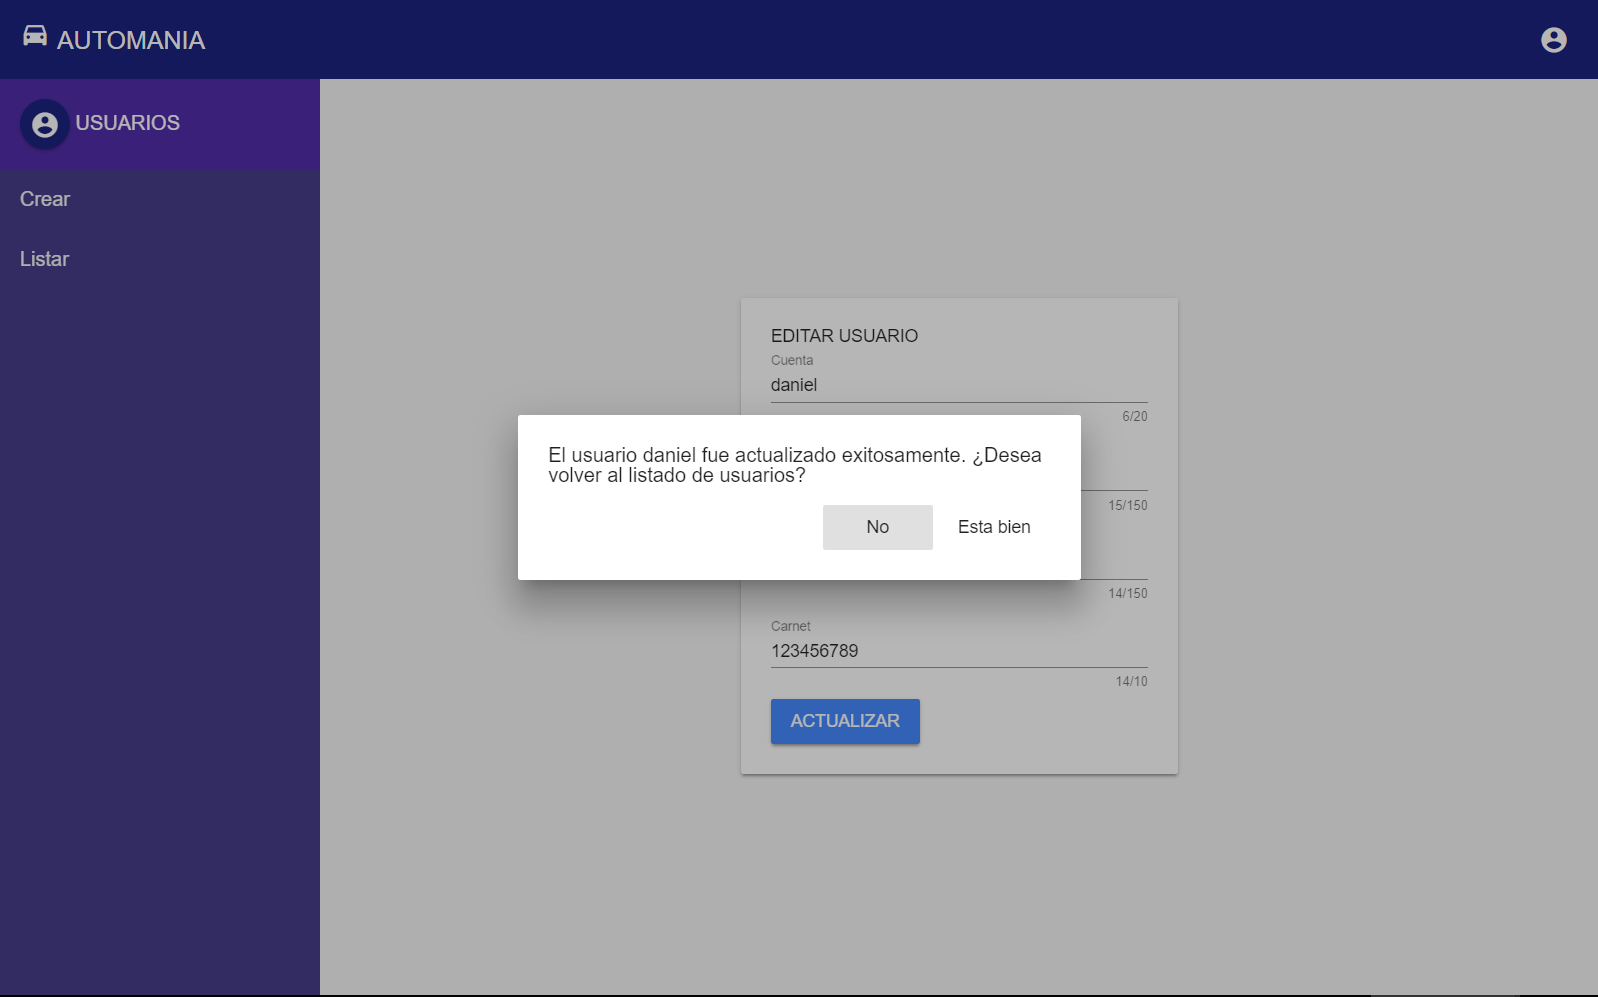 AUTOMANIA
USUARIOS
Crear
Listar
EDITAR USUARIO
Cuenta
daniel
6/20
El usuario daniel fue actualizado exitosamente. ¿Desea
volver al listado de usuarios?
No Esta bien
15/150
14/150
Carnet
123456789
14/10
ACTUALIZAR